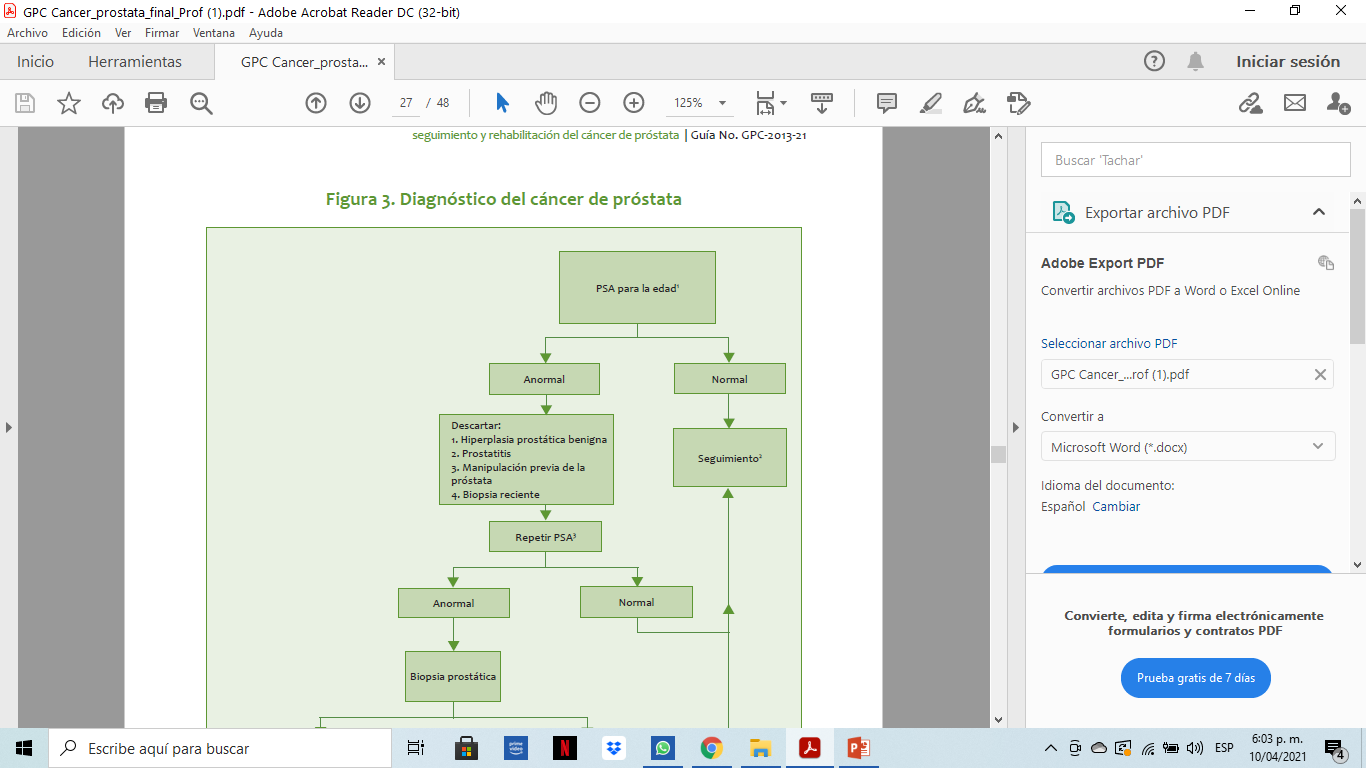 GPC Cancer_prostata_final_Prof (1).pdf - Adobe Acrobat Reader DC (32-bit)
Archivo Edición Ver Firmar Ventana Ayuda
Inicio Herramientas GPC Cancer_prosta... Iniciar sesión
27 / 48 125%
seguimiento y rehabilitación del cáncer de próstata | Guía No. GPC-2013-21
Figura 3. Diagnóstico del cáncer de próstata
PSA para la edad¹
Anormal Normal
Descartar:
1. Hiperplasia prostática benigna
2. Prostatitis
3. Manipulación previa de la
próstata
4. Biopsia reciente
Seguimiento²
Repetir PSA³
Anormal Normal
Biopsia prostática
Buscar 'Tachar'
Exportar archivo PDF
Adobe Export PDF
Convertir archivos PDF a Word o Excel Online
Seleccionar archivo PDF
GPC Cancer_...rof (1).pdf
Convertir a
Microsoft Word (*.docx)
Idioma del documento:
Español Cambiar
Convierte, edita y firma electrónicamente
formularios y contratos PDF
Prueba gratis de 7 días
Escribe aquí para buscar
prime video
N
ESP
6:03 p. m.
10/04/2021
4